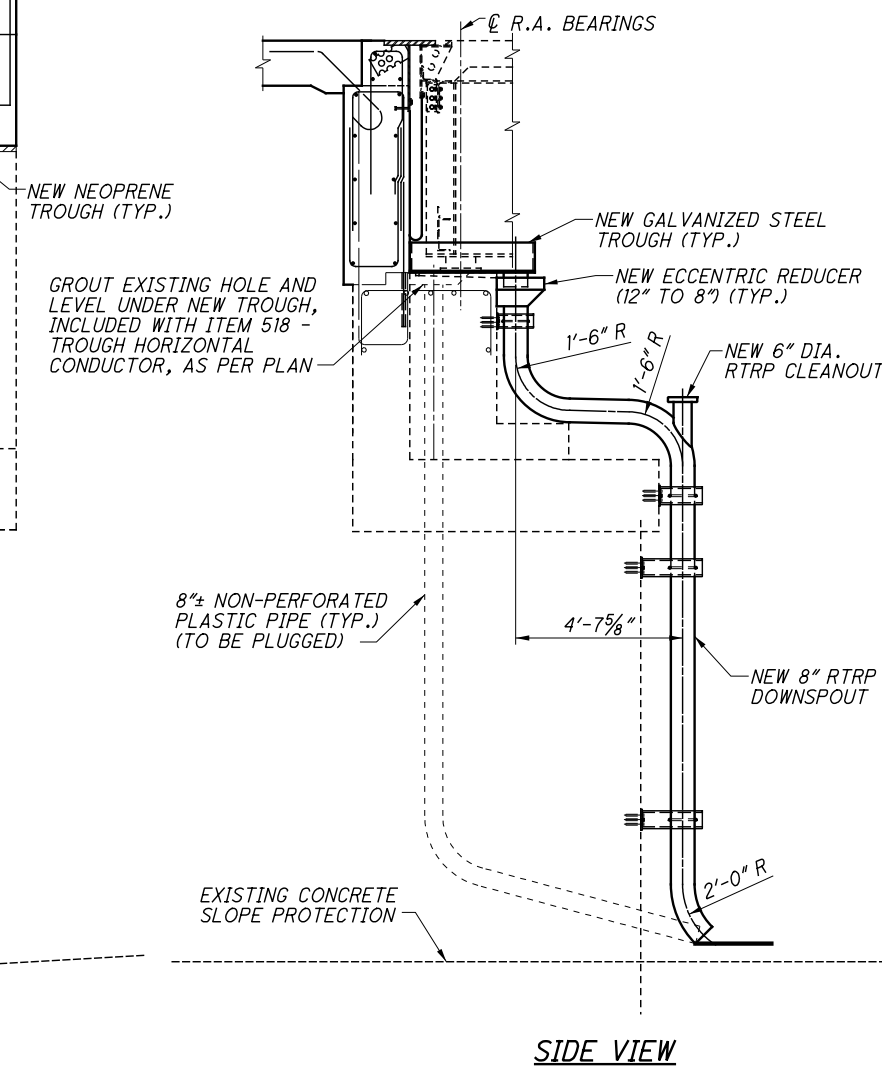 ℄ R.A. BEARINGS
NEW NEOPRENE
TROUGH (TYP.)
NEW GALVANIZED STEEL
TROUGH (TYP.)
GROUT EXISTING HOLE AND
LEVEL UNDER NEW TROUGH,
INCLUDED WITH ITEM 518 -
TROUGH HORIZONTAL
CONDUCTOR, AS PER PLAN
NEW ECCENTRIC REDUCER
(12" TO 8") (TYP.)
1'-6" R
1'-6" R
NEW 6" DIA.
RTRP CLEANOUT
8"± NON-PERFORATED
PLASTIC PIPE (TYP.)
(TO BE PLUGGED)
4'-7⅝"
NEW 8" RTRP
DOWNSPOUT
2'-0" R
EXISTING CONCRETE
SLOPE PROTECTION
SIDE VIEW